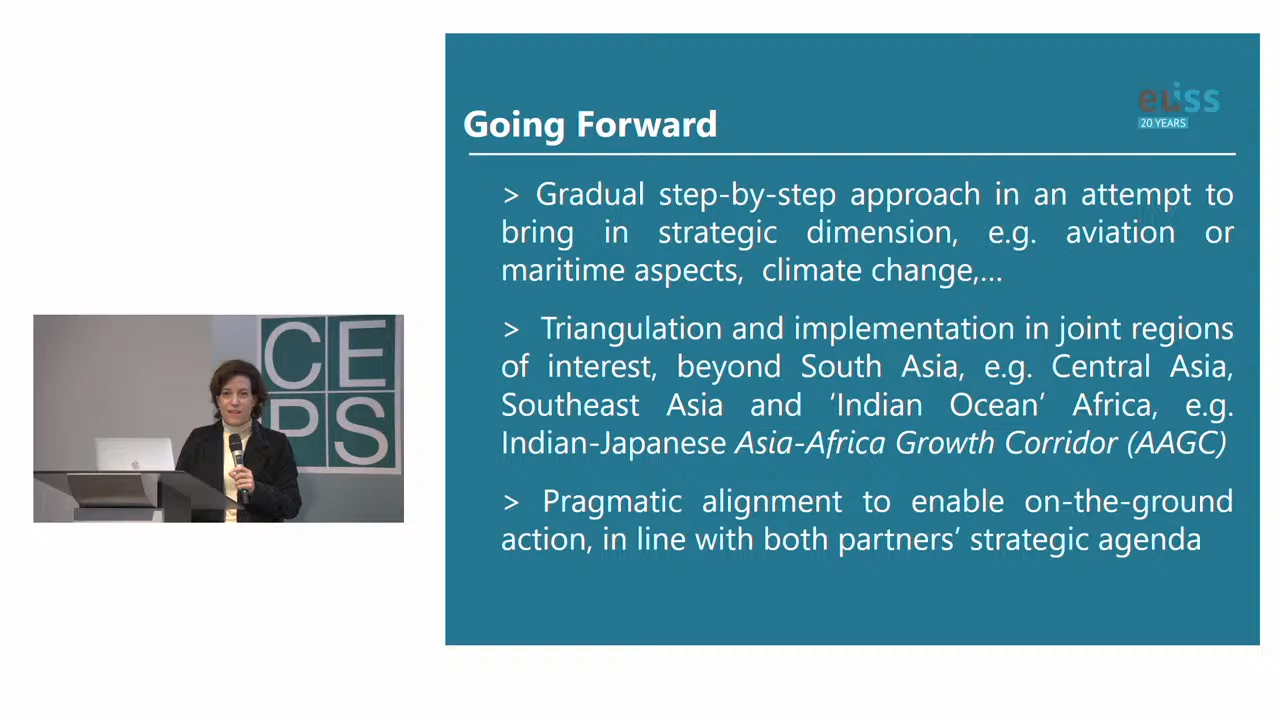 Going Forward
euiss
20 YEARS
> Gradual step-by-step approach in an attempt to
bring in strategic dimension, e.g. aviation or
maritime aspects,  climate change,...
>  Triangulation and implementation in joint regions
of interest, beyond South Asia, e.g. Central Asia,
Southeast Asia and ‘Indian Ocean’ Africa, e.g.
Indian-Japanese Asia-Africa Growth Corridor (AAGC)
> Pragmatic alignment to enable on-the-ground
action, in line with both partners’ strategic agenda
CE
PS